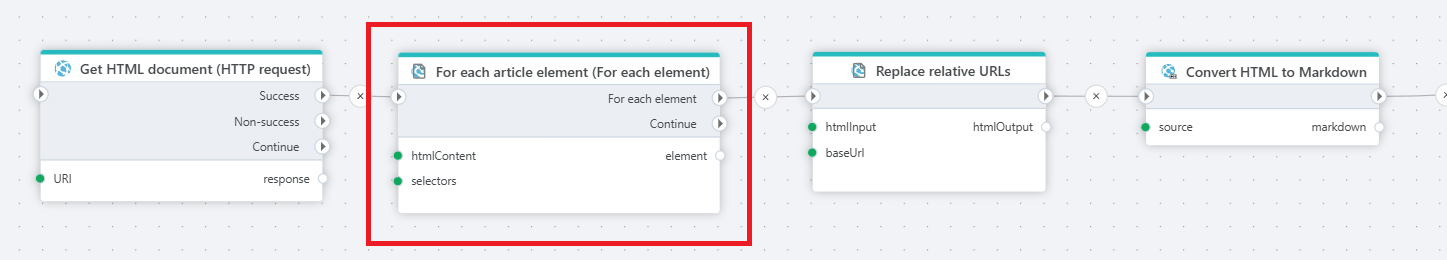 Get HTML document (HTTP request)
Success
Non-success
Continue
URI
response
For each article element (For each element)
For each element
Continue
htmlContent
element
selectors
Replace relative URLs
htmlInput
htmlOutput
baseUrl
Convert HTML to Markdown
source
markdown